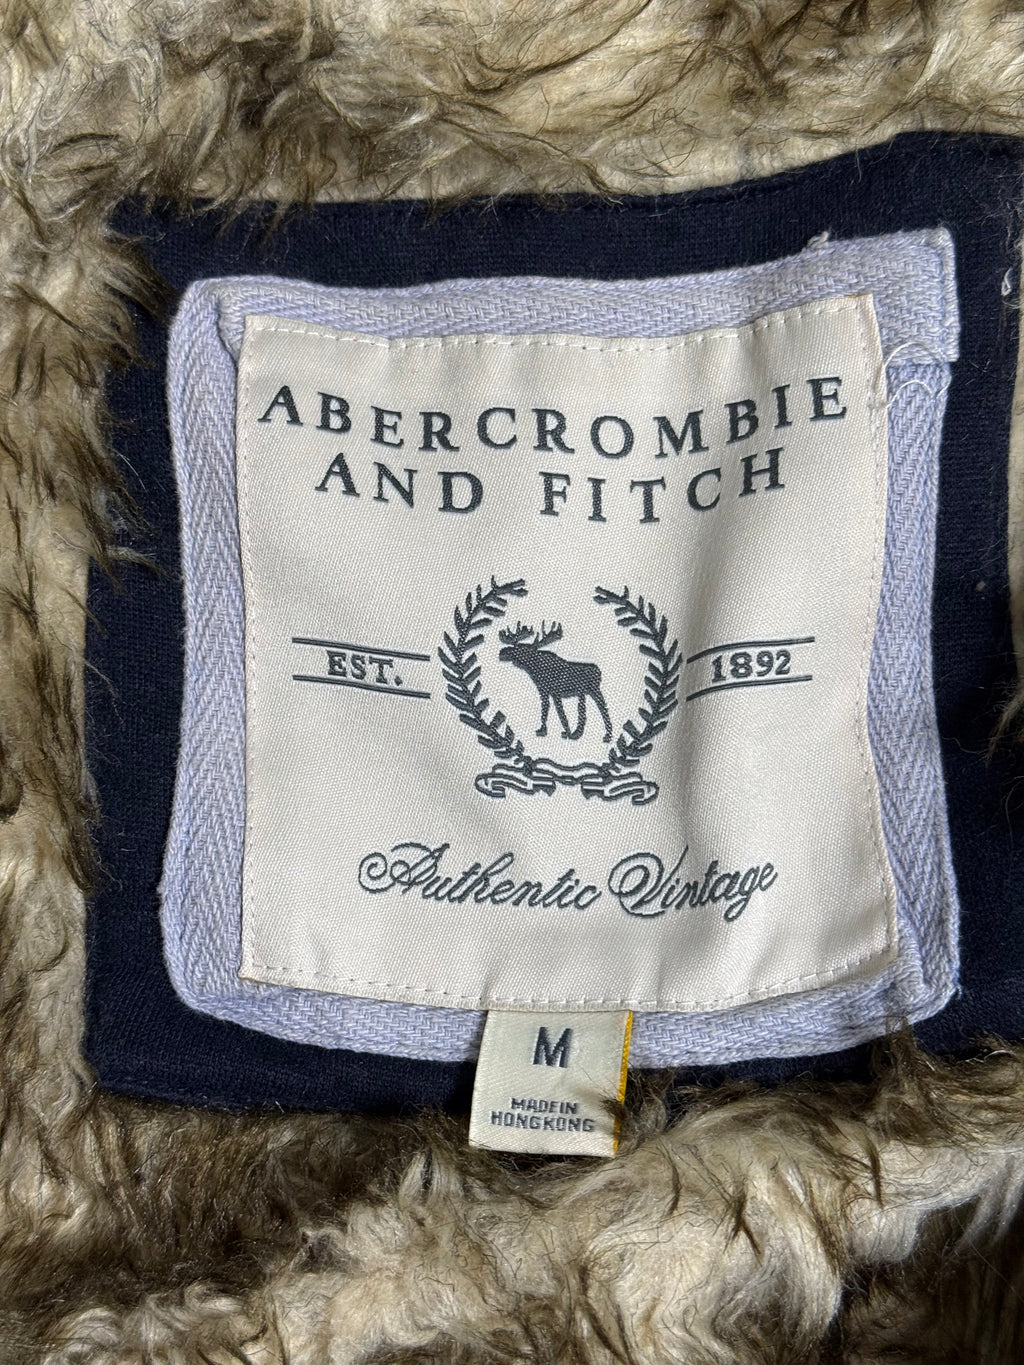 ABERCROMBIE
AND FITCH
EST. 1892
Authentic Vintage
M
MADE IN
HONG KONG